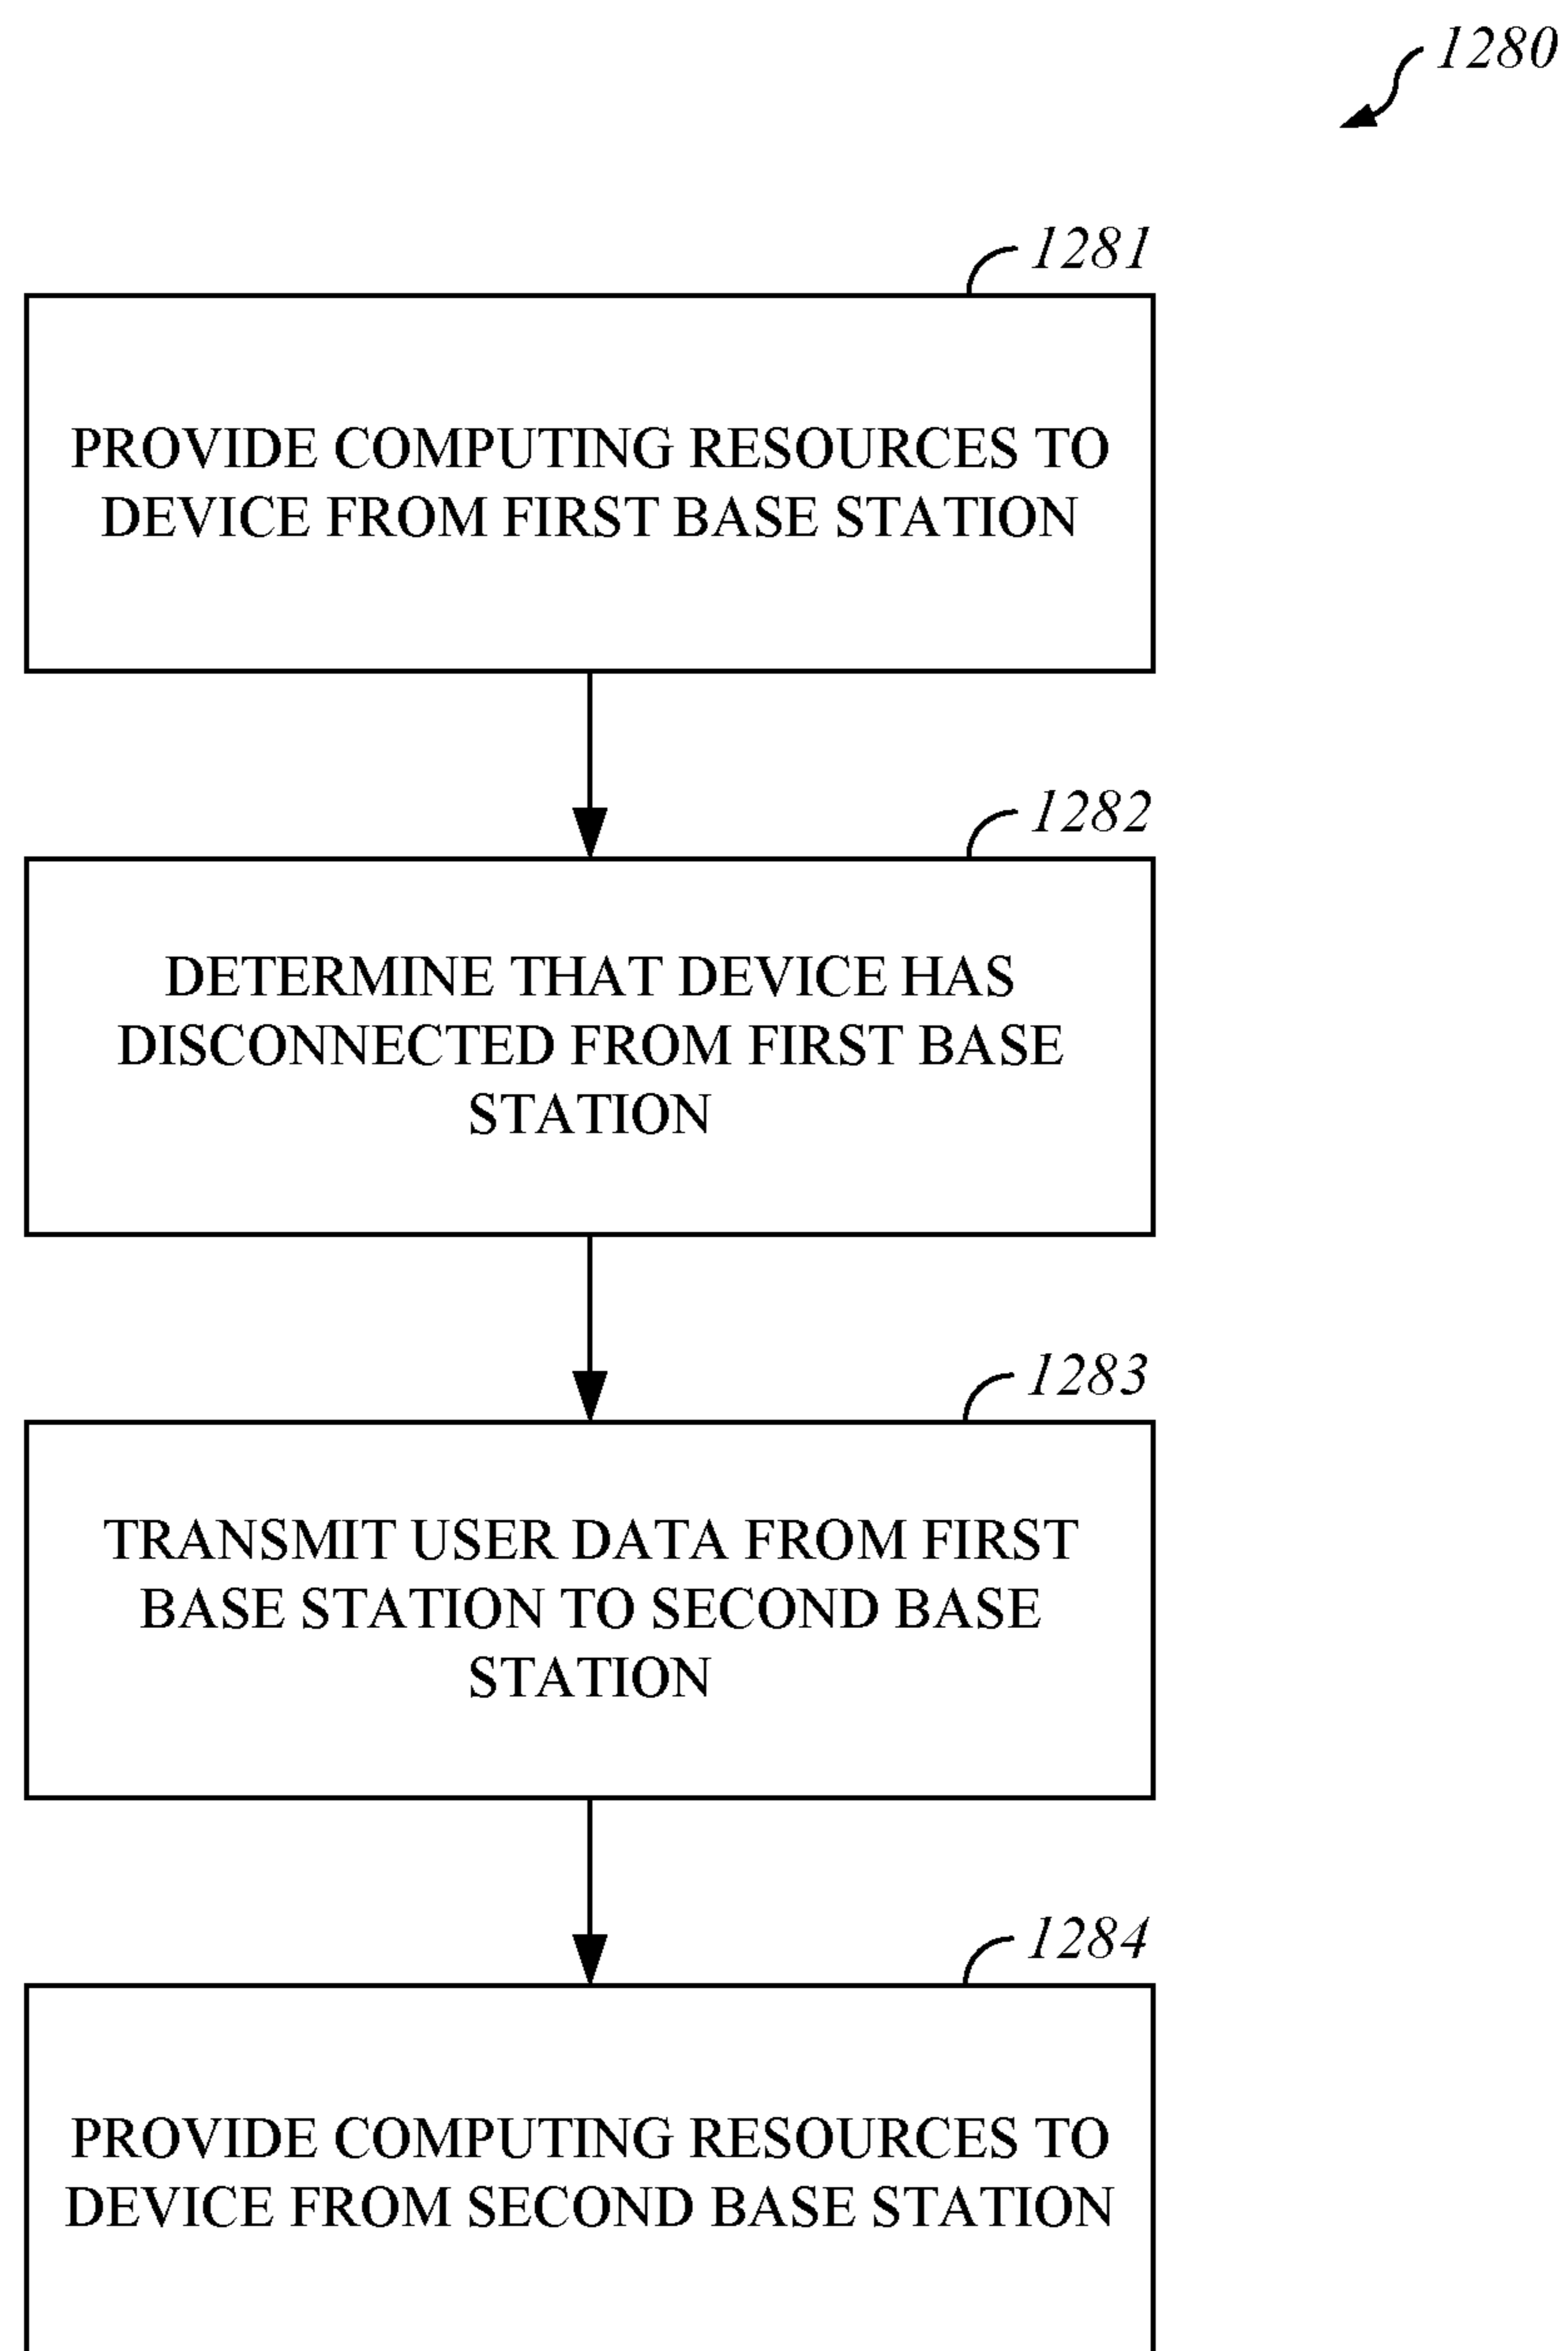 1280
1281
PROVIDE COMPUTING RESOURCES TO
DEVICE FROM FIRST BASE STATION
1282
DETERMINE THAT DEVICE HAS
DISCONNECTED FROM FIRST BASE
STATION
1283
TRANSMIT USER DATA FROM FIRST
BASE STATION TO SECOND BASE
STATION
1284
PROVIDE COMPUTING RESOURCES TO
DEVICE FROM SECOND BASE STATION